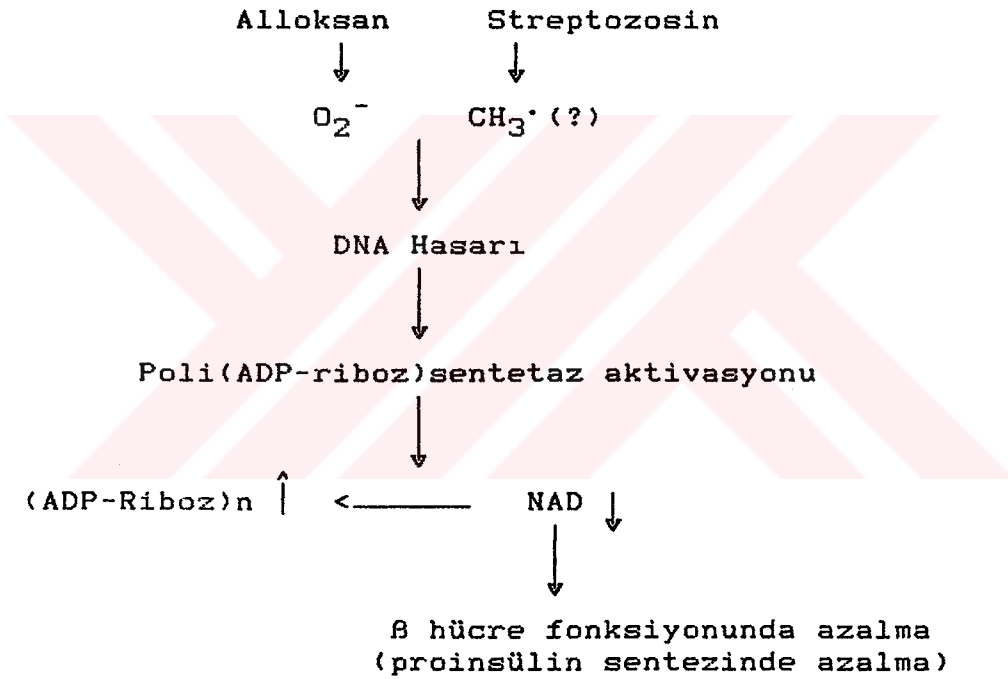 Alloksan Streptozosin
O2⁻ CH3· (?)
DNA Hasarı
Poli(ADP-riboz)sentetaz aktivasyonu
(ADP-Riboz)n ↑ <—— NAD ↓
ß hücre fonksiyonunda azalma
(proinsülin sentezinde azalma)